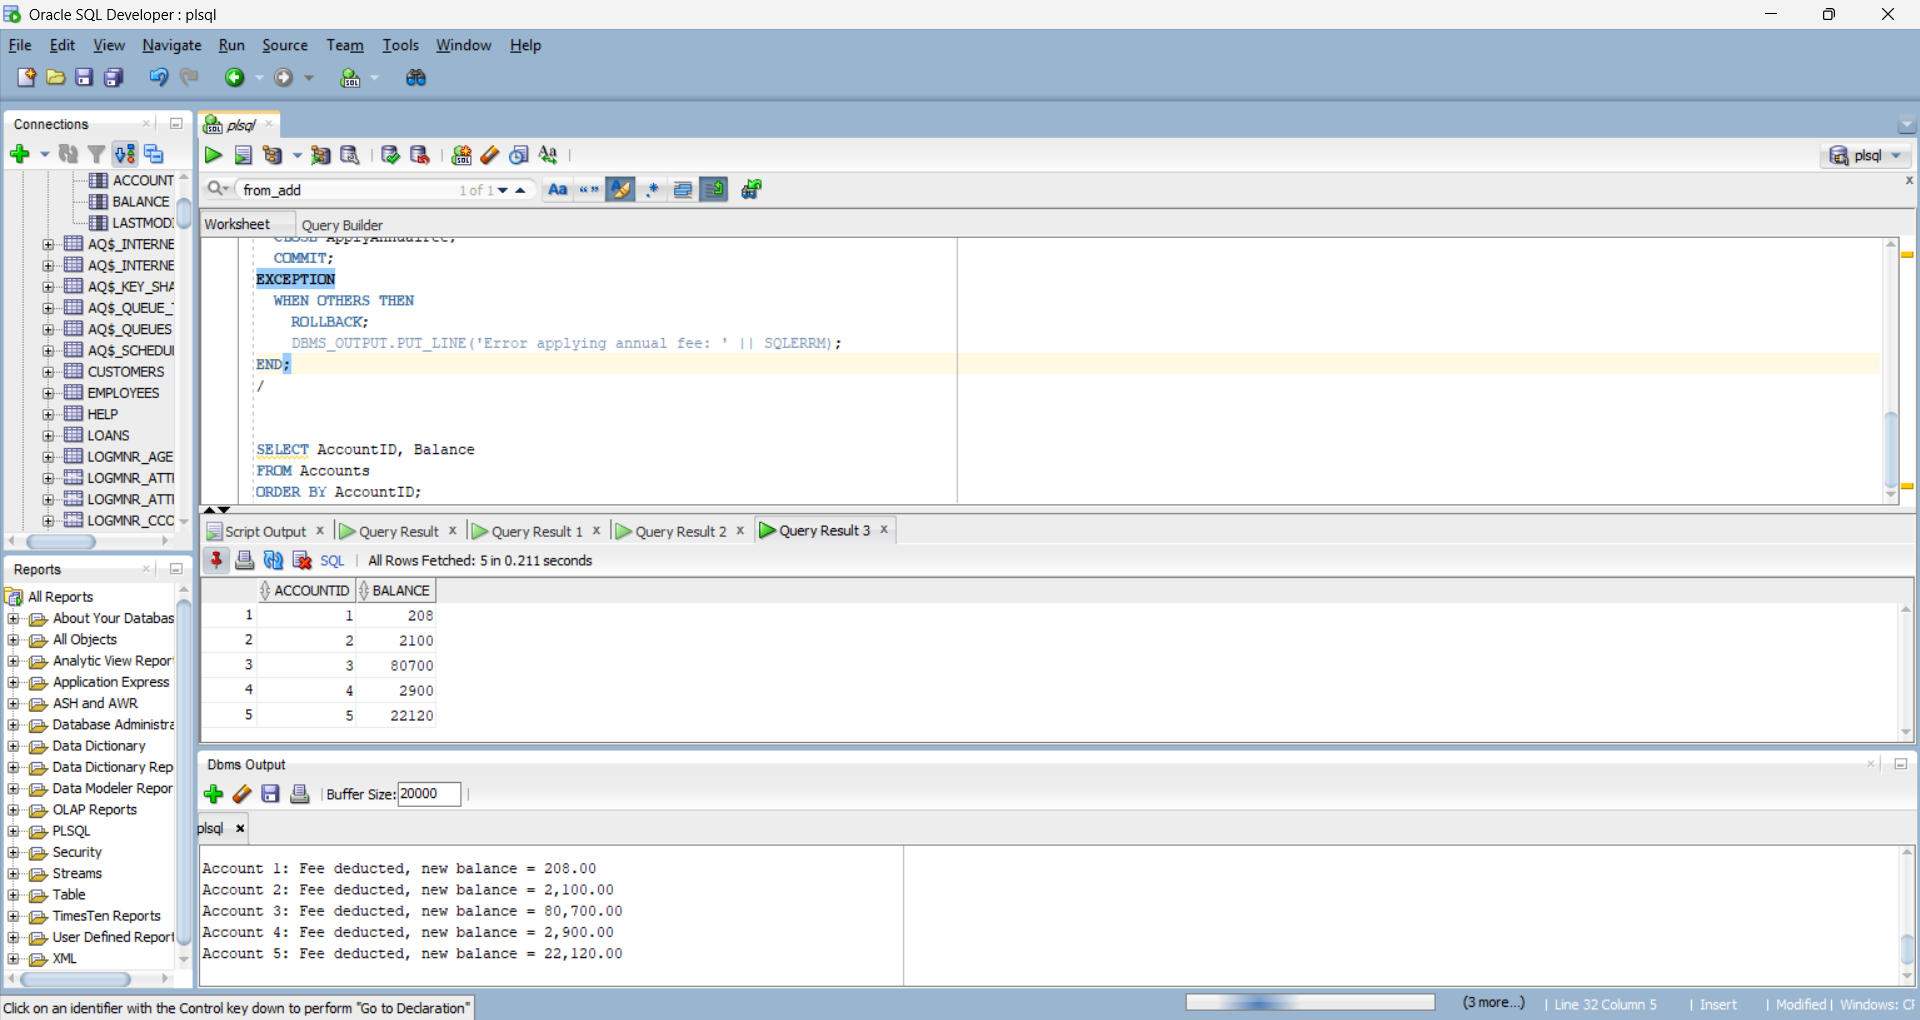 Oracle SQL Developer : plsql
File Edit View Navigate Run Source Team Tools Window Help
Connections
plsql
plsql
from_add 1 of 1 Aa “ ”
Worksheet Query Builder
ACCOUNT
BALANCE
LASTMOD
AQ$_INTERNE
AQ$_INTERNE
AQ$_KEY_SHA
AQ$_QUEUE_
AQ$_QUEUES
AQ$_SCHEDU
CUSTOMERS
EMPLOYEES
HELP
LOANS
LOGMNR_AGE
LOGMNR_ATT
LOGMNR_ATT
LOGMNR_CCO
CLOSE ApplyAnnualFee;
COMMIT;
EXCEPTION
WHEN OTHERS THEN
ROLLBACK;
DBMS_OUTPUT.PUT_LINE('Error applying annual fee: ' || SQLERRM);
END;
/
SELECT AccountID, Balance
FROM Accounts
ORDER BY AccountID;
Script Output Query Result Query Result 1 Query Result 2 Query Result 3
SQL All Rows Fetched: 5 in 0.211 seconds
ACCOUNTID BALANCE
1 1 208
2 2 2100
3 3 80700
4 4 2900
5 5 22120
Reports
All Reports
About Your Databas
All Objects
Analytic View Repor
Application Express
ASH and AWR
Database Administra
Data Dictionary
Data Dictionary Rep
Data Modeler Repor
OLAP Reports
PLSQL
Security
Streams
Table
TimesTen Reports
User Defined Report
XML
Dbms Output
Buffer Size: 20000
plsql
Account 1: Fee deducted, new balance = 208.00
Account 2: Fee deducted, new balance = 2,100.00
Account 3: Fee deducted, new balance = 80,700.00
Account 4: Fee deducted, new balance = 2,900.00
Account 5: Fee deducted, new balance = 22,120.00
Click on an identifier with the Control key down to perform "Go to Declaration"
(3 more...) Line 32 Column 5 Insert Modified Windows: C